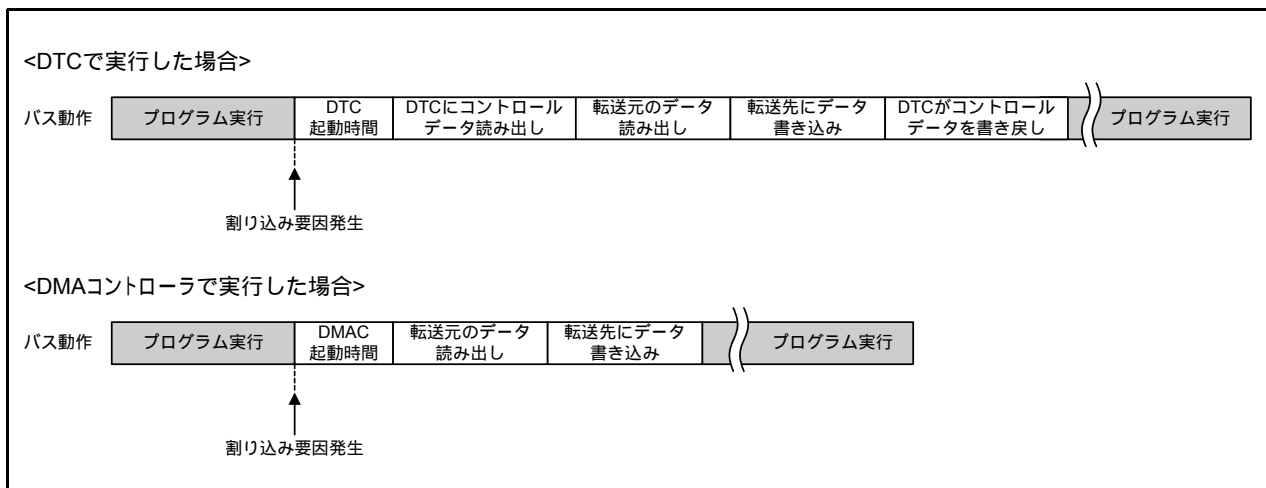 <DTCで実行した場合>
バス動作 プログラム実行 DTC 起動時間 DTCにコントロール データ読み出し 転送元のデータ 読み出し 転送先にデータ 書き込み DTCがコントロール データを書き戻し プログラム実行
割り込み要因発生
<DMAコントローラで実行した場合>
バス動作 プログラム実行 DMAC 起動時間 転送元のデータ 読み出し 転送先にデータ 書き込み プログラム実行
割り込み要因発生